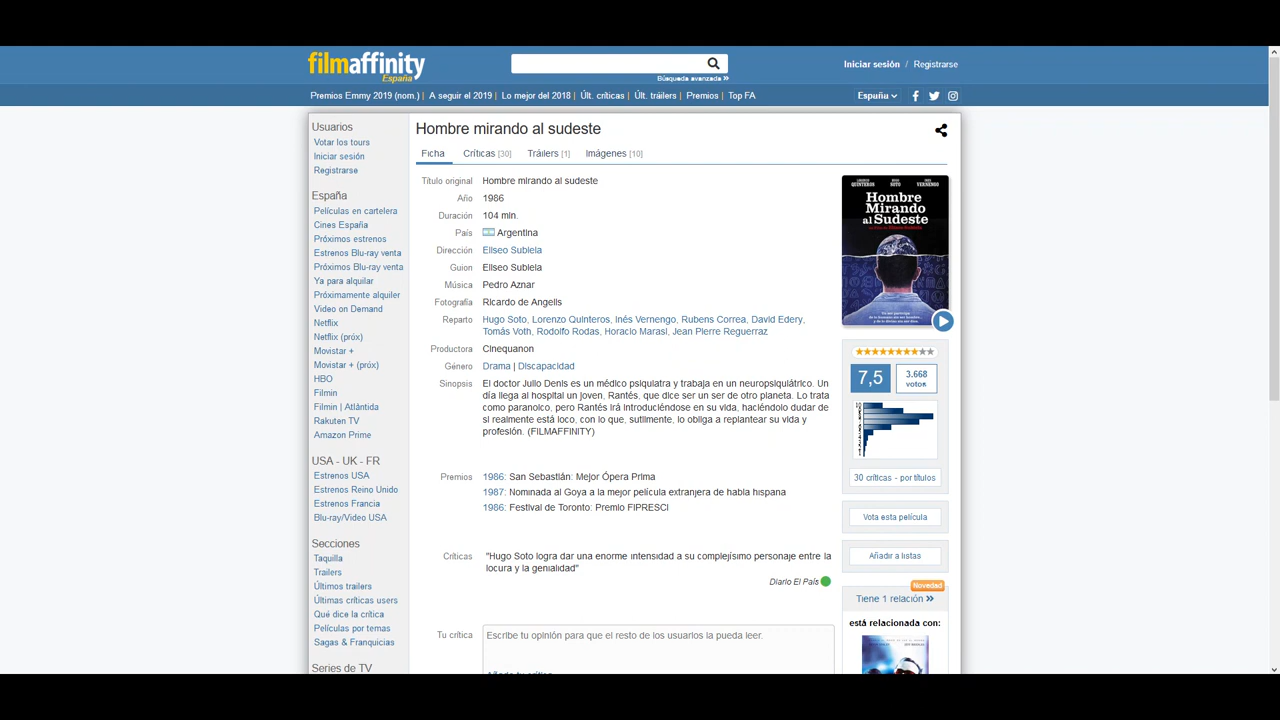 filmaffinity
España
Búsqueda avanzada »
Iniciar sesión / Registrarse
Premios Emmy 2019 (nom.) | A seguir el 2019 | Lo mejor del 2018 | Últ. críticas | Últ. tráilers | Premios | Top FA
España
Usuarios
Votar los tours
Iniciar sesión
Registrarse
España
Películas en cartelera
Cines España
Próximos estrenos
Estrenos Blu-ray venta
Próximos Blu-ray venta
Ya para alquilar
Próximamente alquiler
Video on Demand
Netflix
Netflix (próx)
Movistar +
Movistar + (próx)
HBO
Filmin
Filmin | Atlántida
Rakuten TV
Amazon Prime
USA - UK - FR
Estrenos USA
Estrenos Reino Unido
Estrenos Francia
Blu-ray/Video USA
Secciones
Taquilla
Trailers
Últimos trailers
Últimas críticas users
Qué dice la crítica
Películas por temas
Sagas & Franquicias
Series de TV
Hombre mirando al sudeste
Ficha Críticas [30] Tráilers [1] Imágenes [10]
Título original Hombre mirando al sudeste
Año 1986
Duración 104 min.
País Argentina
Dirección Eliseo Subiela
Guion Eliseo Subiela
Música Pedro Aznar
Fotografía Ricardo de Angelis
Reparto Hugo Soto, Lorenzo Quinteros, Inés Vernengo, Rubens Correa, David Edery,
Tomás Voth, Rodolfo Rodas, Horacio Marasi, Jean Pierre Reguerraz
Productora Cinequanon
Género Drama | Discapacidad
Sinopsis El doctor Julio Denis es un médico psiquiatra y trabaja en un neuropsiquiátrico. Un
día llega al hospital un joven, Rantés, que dice ser un ser de otro planeta. Lo trata
como paranoico, pero Rantés irá introduciéndose en su vida, haciéndolo dudar de
si realmente está loco, con lo que, sutilmente, lo obliga a replantear su vida y
profesión. (FILMAFFINITY)
Premios 1986: San Sebastián: Mejor Ópera Prima
1987: Nominada al Goya a la mejor película extranjera de habla hispana
1986: Festival de Toronto: Premio FIPRESCI
Críticas "Hugo Soto logra dar una enorme intensidad a su complejísimo personaje entre la
locura y la genialidad"
Diario El País
Tu crítica Escribe tu opinión para que el resto de los usuarios la pueda leer.
LORENZO QUINTEROS HUGO SOTO INÉS VERNENGO
Hombre
Mirando
al Sudeste
7,5
3.668
votos
30 críticas - por títulos
Vota esta película
Añadir a listas
Novedad
Tiene 1 relación »
está relacionada con: